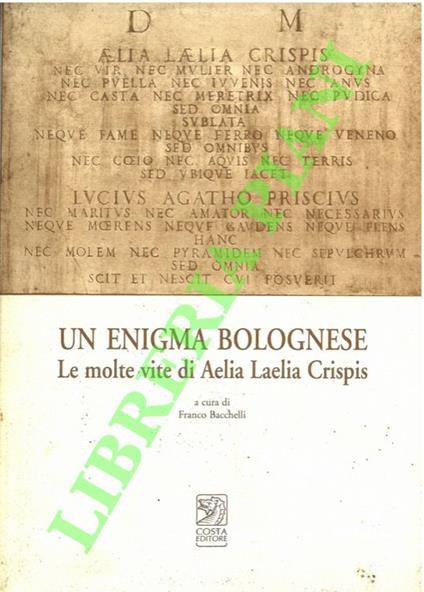 D M
ÆLIA LÆLIA CRISPIS
NEC VIR NEC MVLIER NEC ANDROGYNA
NEC PVELLA NEC IVVENIS NEC ANVS
NEC CASTA NEC MERETRIX NEC PVDICA
SED OMNIA
SVBLATA
NEQVE FAME NEQVE FERRO NEQVE VENENO
SED OMNIBVS
NEC COELO NEC AQVIS NEC TERRIS
SED VBIQVE IACET
LVCIVS AGATHO PRISCIVS
NEC MARITVS NEC AMATOR NEC NECESSARIVS
NEQVE MŒRENS NEQVE GAVDENS NEQVE FLENS
HANC
NEC MOLEM NEC PYRAMIDEM NEC SEPVLCHRVM
SED OMNIA
SCIT ET NESCIT CVI POSVERIT
UN ENIGMA BOLOGNESE
Le molte vite di Aelia Laelia Crispis
a cura di
Franco Bacchelli
COSTA
EDITORE
LIBRERIA PIANI